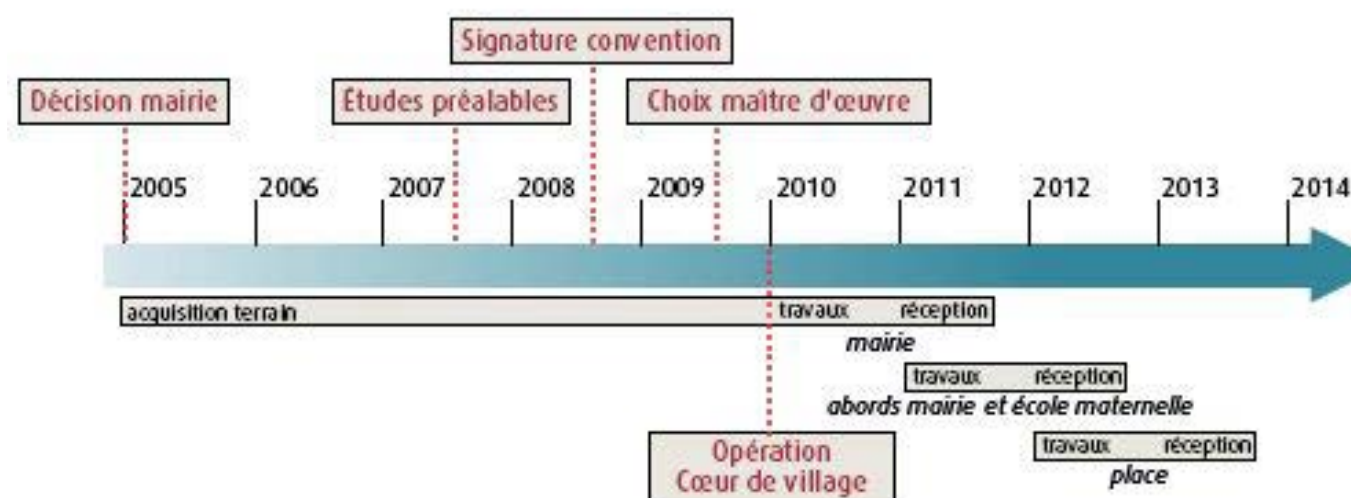 Signature convention
Décision mairie
Études préalables
Choix maître d'œuvre
2005 2006 2007 2008 2009 2010 2011 2012 2013 2014
acquisition terrain travaux réception
mairie
travaux réception
abords mairie et école maternelle
travaux réception
place
Opération
Cœur de village